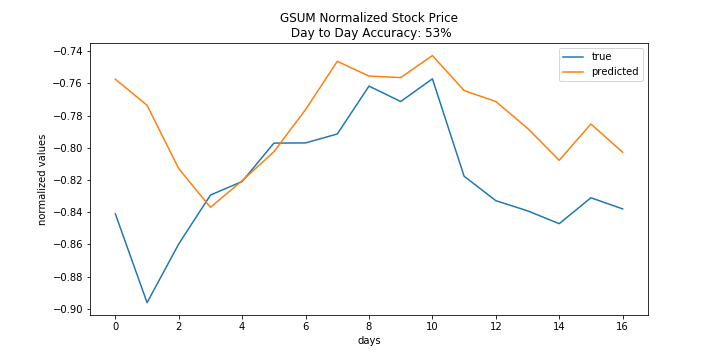 GSUM Normalized Stock Price
Day to Day Accuracy: 53%
true
predicted
normalized values
−0.74
−0.76
−0.78
−0.80
−0.82
−0.84
−0.86
−0.88
−0.90
0 2 4 6 8 10 12 14 16
days